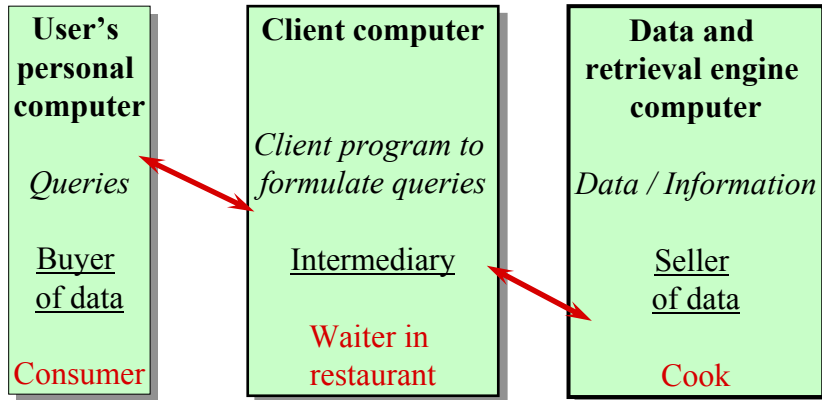 User’s
personal
computer
Queries
Buyer
of data
Consumer
Client computer
Client program to
formulate queries
Intermediary
Waiter in
restaurant
Data and
retrieval engine
computer
Data / Information
Seller
of data
Cook